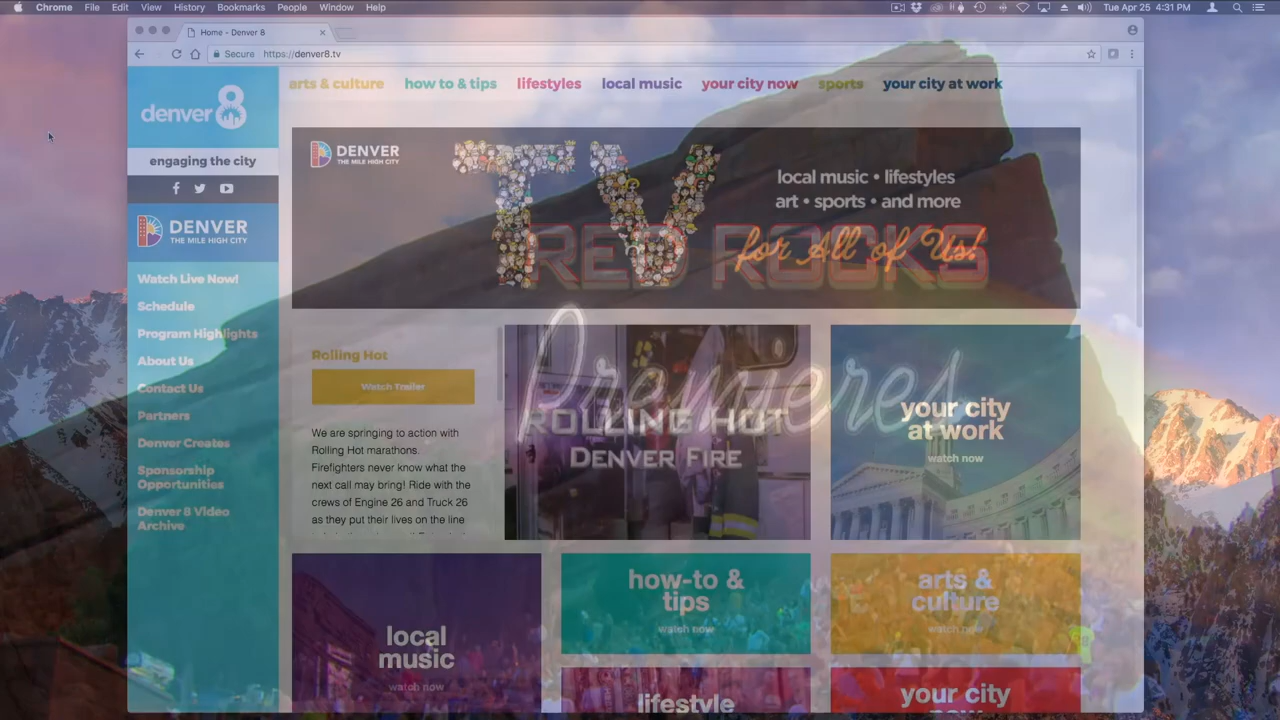 Chrome File Edit View History Bookmarks People Window Help
Tue Apr 25 4:31 PM
Home - Denver 8
Secure https://denver8.tv
denver8
engaging the city
DENVER
THE MILE HIGH CITY
Watch Live Now!
Schedule
Program Highlights
About Us
Contact Us
Partners
Denver Creates
Sponsorship
Opportunities
Denver 8 Video
Archive
arts & culture how to & tips lifestyles local music your city now sports your city at work
DENVER
THE MILE HIGH CITY
TV
local music • lifestyles
art • sports • and more
for All of Us!
RED ROCKS
Premieres
Rolling Hot
Watch Trailer
We are springing to action with
Rolling Hot marathons.
Firefighters never know what the
next call may bring! Ride with the
crews of Engine 26 and Truck 26
as they put their lives on the line
ROLLING HOT
DENVER FIRE
your city
at work
watch now
local
music
watch now
how-to &
tips
watch now
arts &
culture
watch now
lifestyle
your city
now